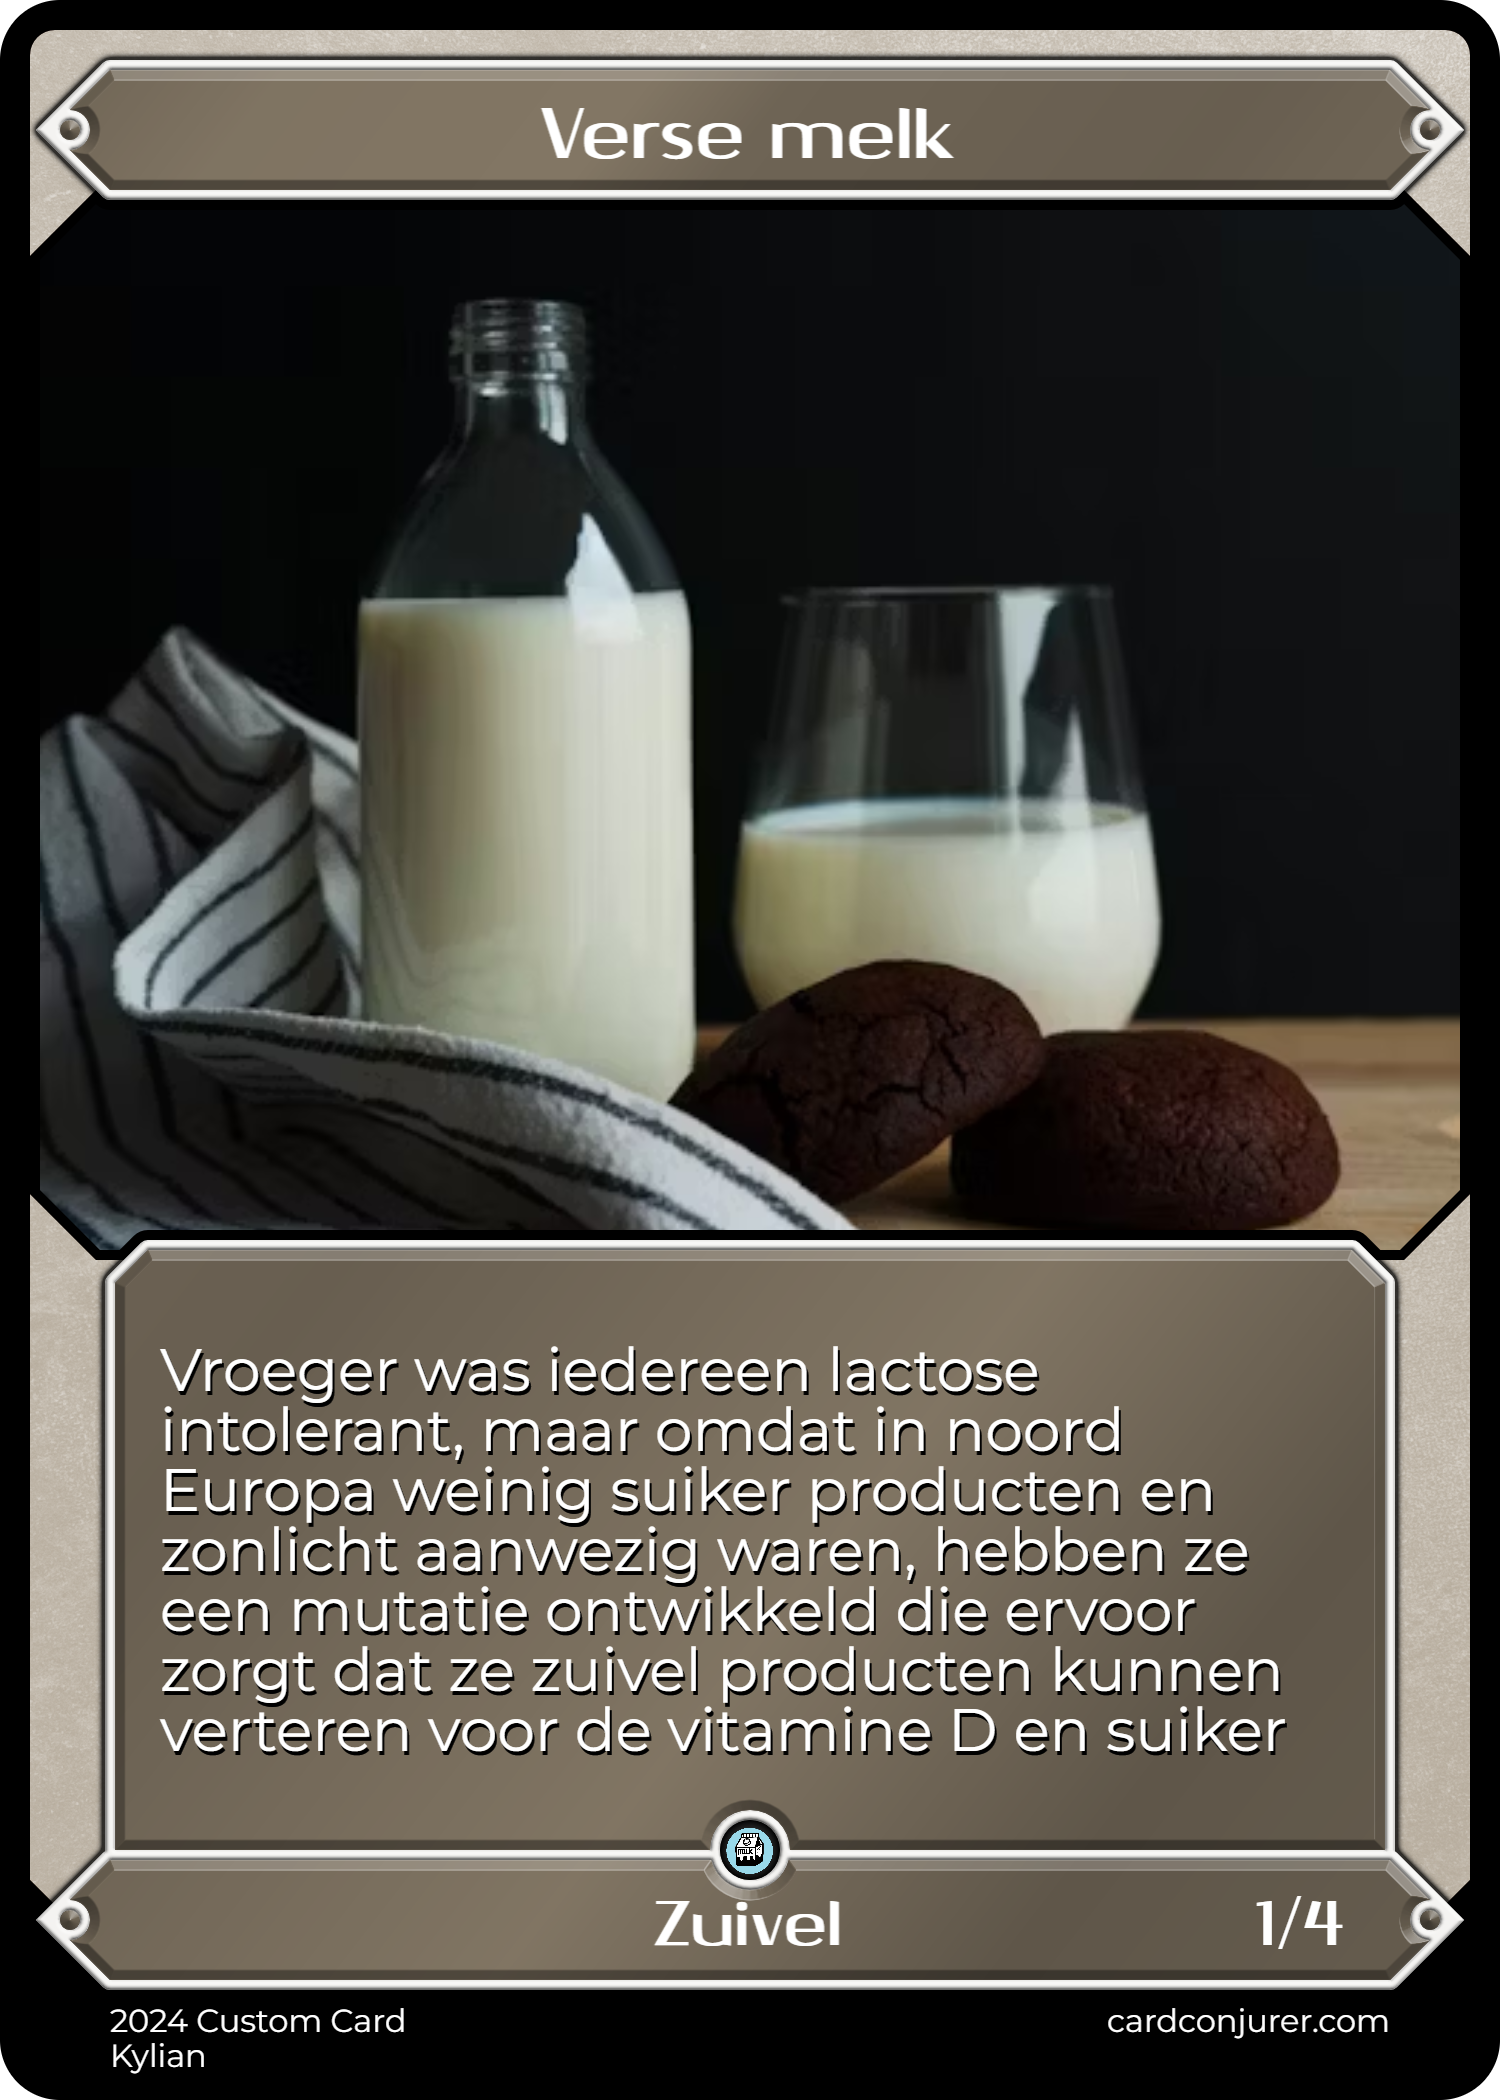 Verse melk
Vroeger was iedereen lactose
intolerant, maar omdat in noord
Europa weinig suiker producten en
zonlicht aanwezig waren, hebben ze
een mutatie ontwikkeld die ervoor
zorgt dat ze zuivel producten kunnen
verteren voor de vitamine D en suiker
MILK
Zuivel 1/4
2024 Custom Card cardconjurer.com
Kylian